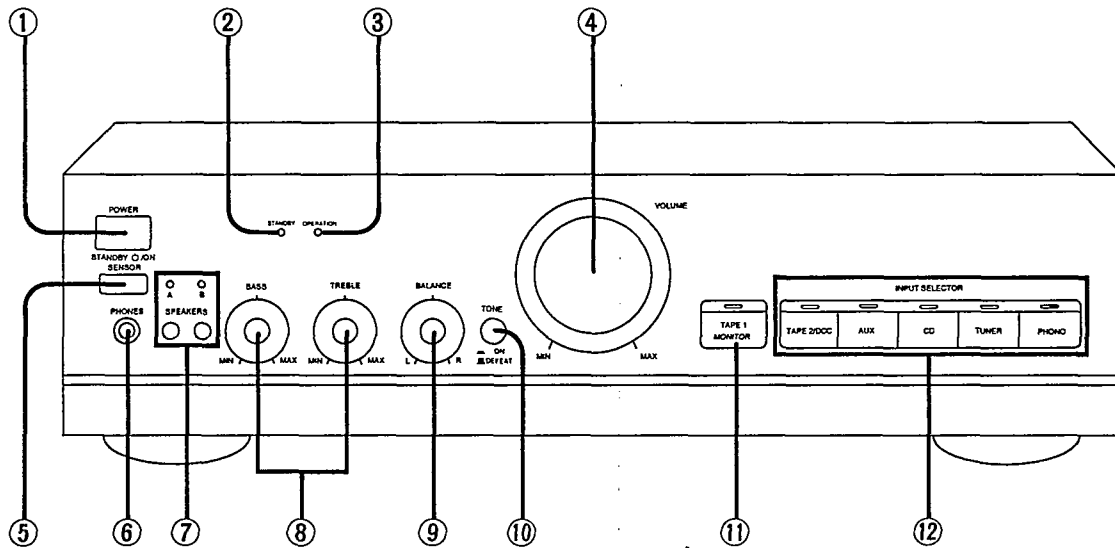 ① ② ③ ④
POWER
STANDBY ⏻/ON
SENSOR
STANDBY OPERATION
VOLUME
A B
SPEAKERS
PHONES
BASS
MIN MAX
TREBLE
MIN MAX
BALANCE
L R
TONE
ON
DEFEAT
MIN MAX
TAPE 1
MONITOR
INPUT SELECTOR
TAPE 2/DCC AUX CD TUNER PHONO
⑤ ⑥ ⑦ ⑧ ⑨ ⑩ ⑪ ⑫